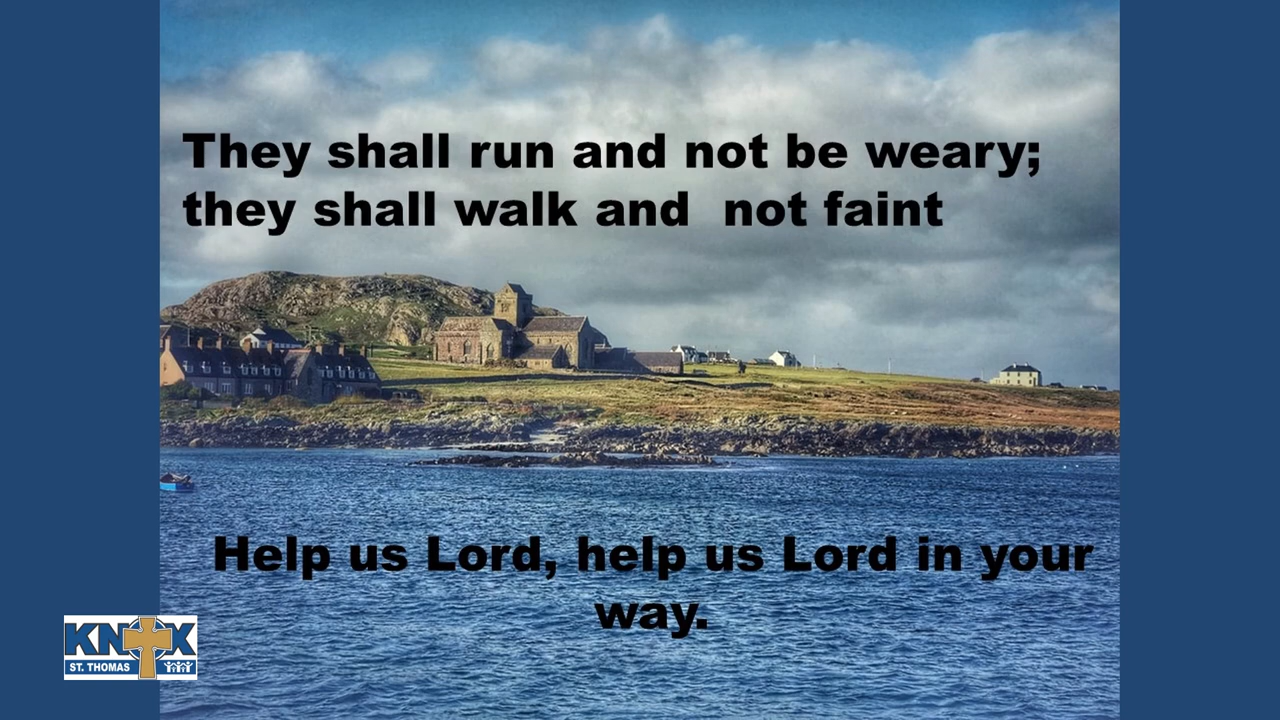 They shall run and not be weary;
they shall walk and  not faint
Help us Lord, help us Lord in your
way.
KNOX
ST. THOMAS